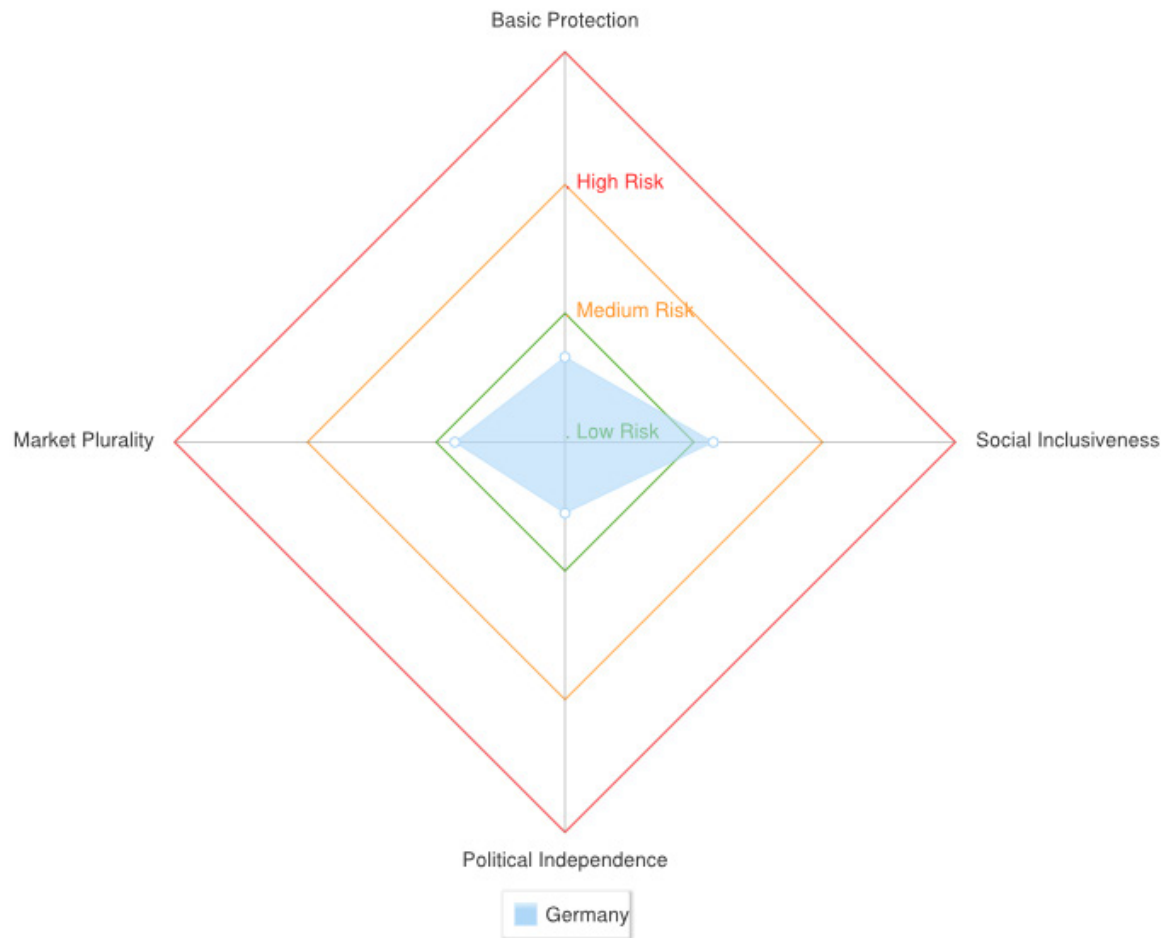 Basic Protection
High Risk
Medium Risk
Low Risk
Market Plurality
Social Inclusiveness
Political Independence
Germany